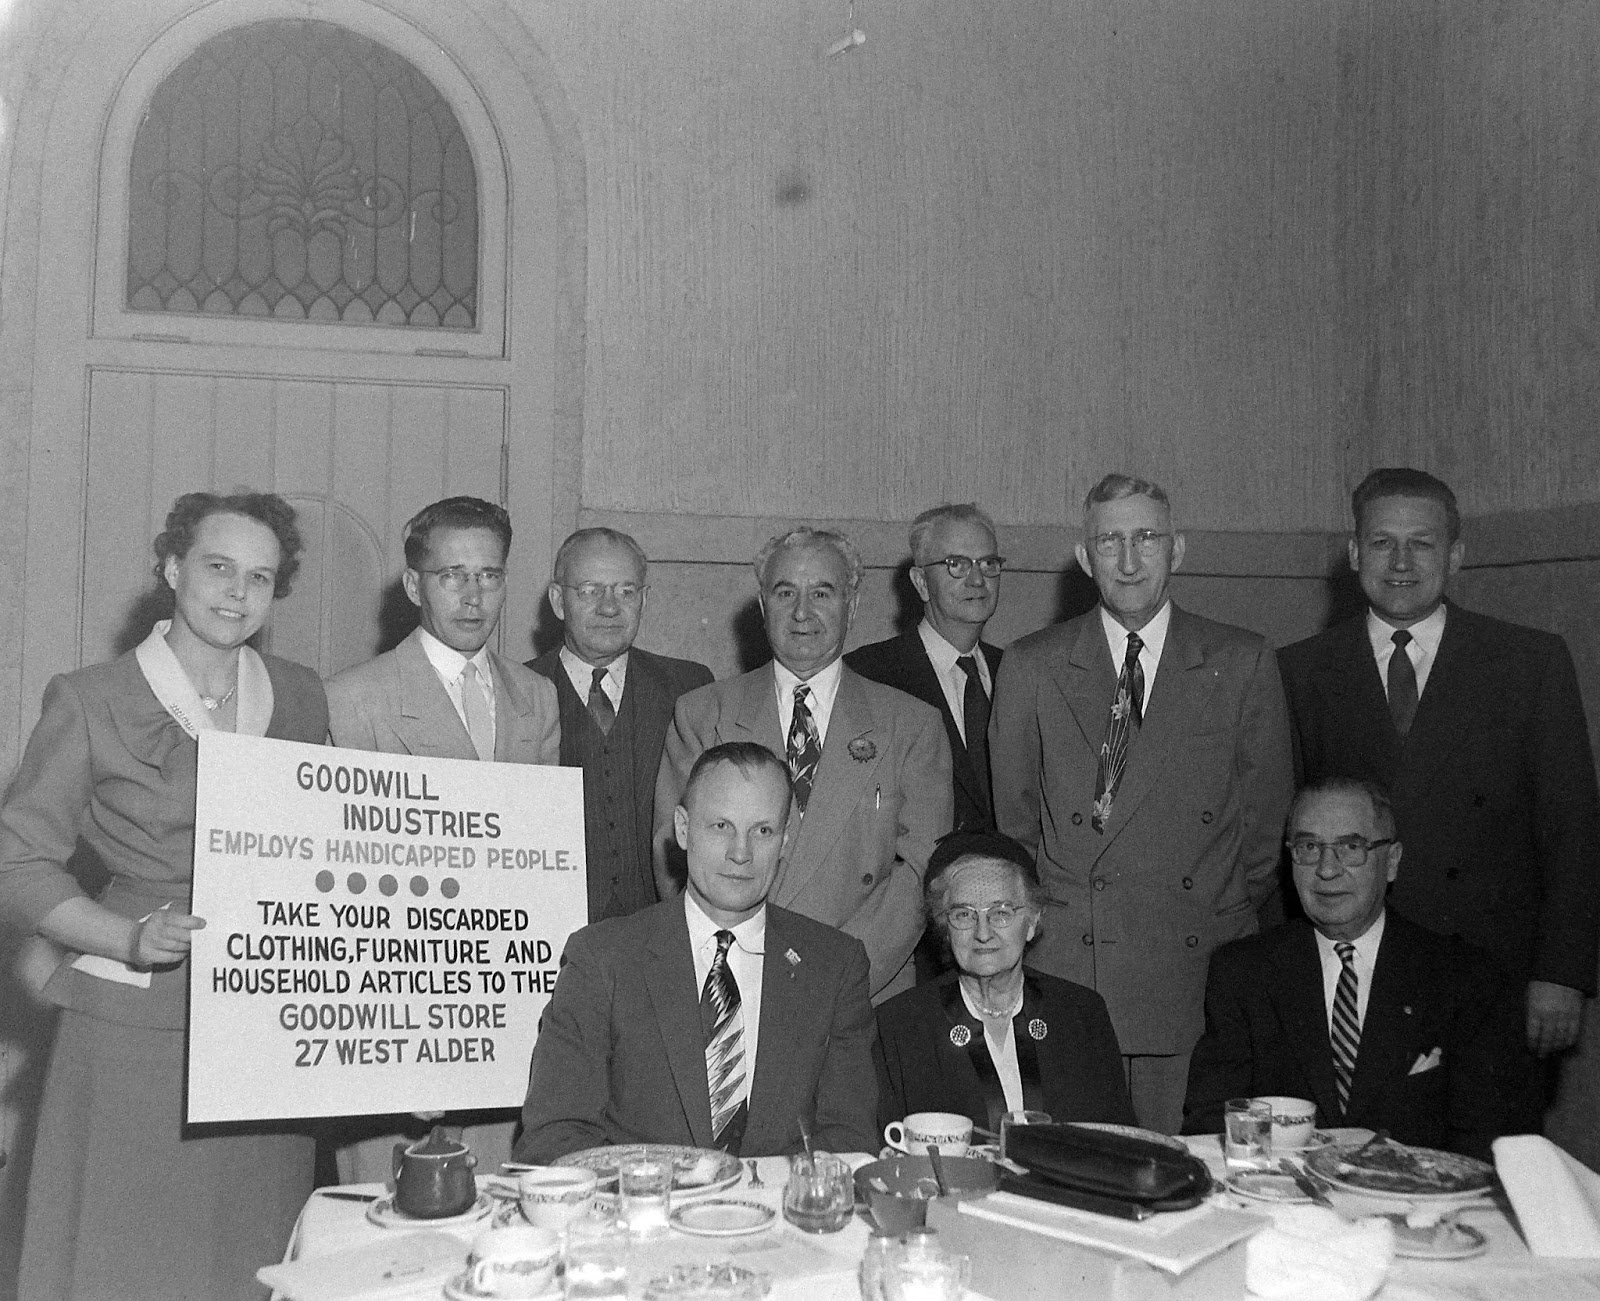 GOODWILL
INDUSTRIES
EMPLOYS HANDICAPPED PEOPLE.
TAKE YOUR DISCARDED
CLOTHING, FURNITURE AND
HOUSEHOLD ARTICLES TO THE
GOODWILL STORE
27 WEST ALDER